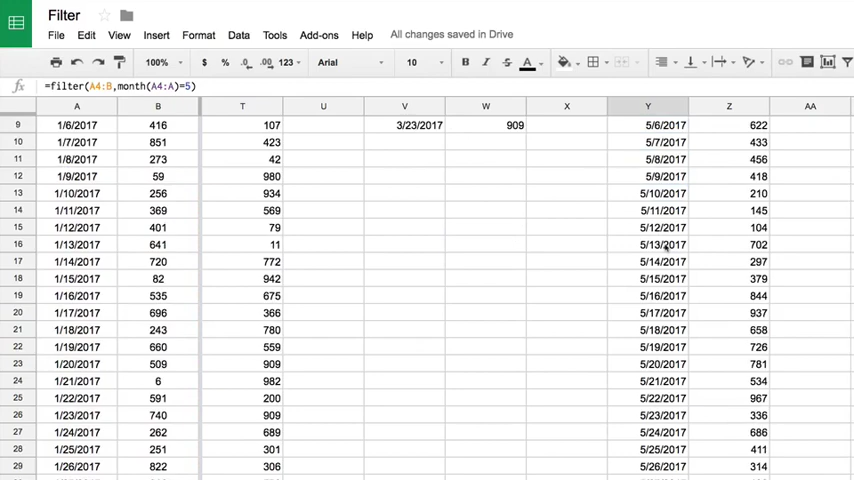 Filter
File Edit View Insert Format Data Tools Add-ons Help All changes saved in Drive
100% $ % .0 .00 123 Arial 10 B I S A
fx =filter(A4:B,month(A4:A)=5)
A B T U V W X Y Z AA
9 1/6/2017 416 107 3/23/2017 909 5/6/2017 622
10 1/7/2017 851 423 5/7/2017 433
11 1/8/2017 273 42 5/8/2017 456
12 1/9/2017 59 980 5/9/2017 418
13 1/10/2017 256 934 5/10/2017 210
14 1/11/2017 369 569 5/11/2017 145
15 1/12/2017 401 79 5/12/2017 104
16 1/13/2017 641 11 5/13/2017 702
17 1/14/2017 720 772 5/14/2017 297
18 1/15/2017 82 942 5/15/2017 379
19 1/16/2017 535 675 5/16/2017 844
20 1/17/2017 696 366 5/17/2017 937
21 1/18/2017 243 780 5/18/2017 658
22 1/19/2017 660 559 5/19/2017 726
23 1/20/2017 509 909 5/20/2017 781
24 1/21/2017 6 982 5/21/2017 534
25 1/22/2017 591 200 5/22/2017 967
26 1/23/2017 740 909 5/23/2017 336
27 1/24/2017 262 689 5/24/2017 686
28 1/25/2017 251 301 5/25/2017 411
29 1/26/2017 822 306 5/26/2017 314